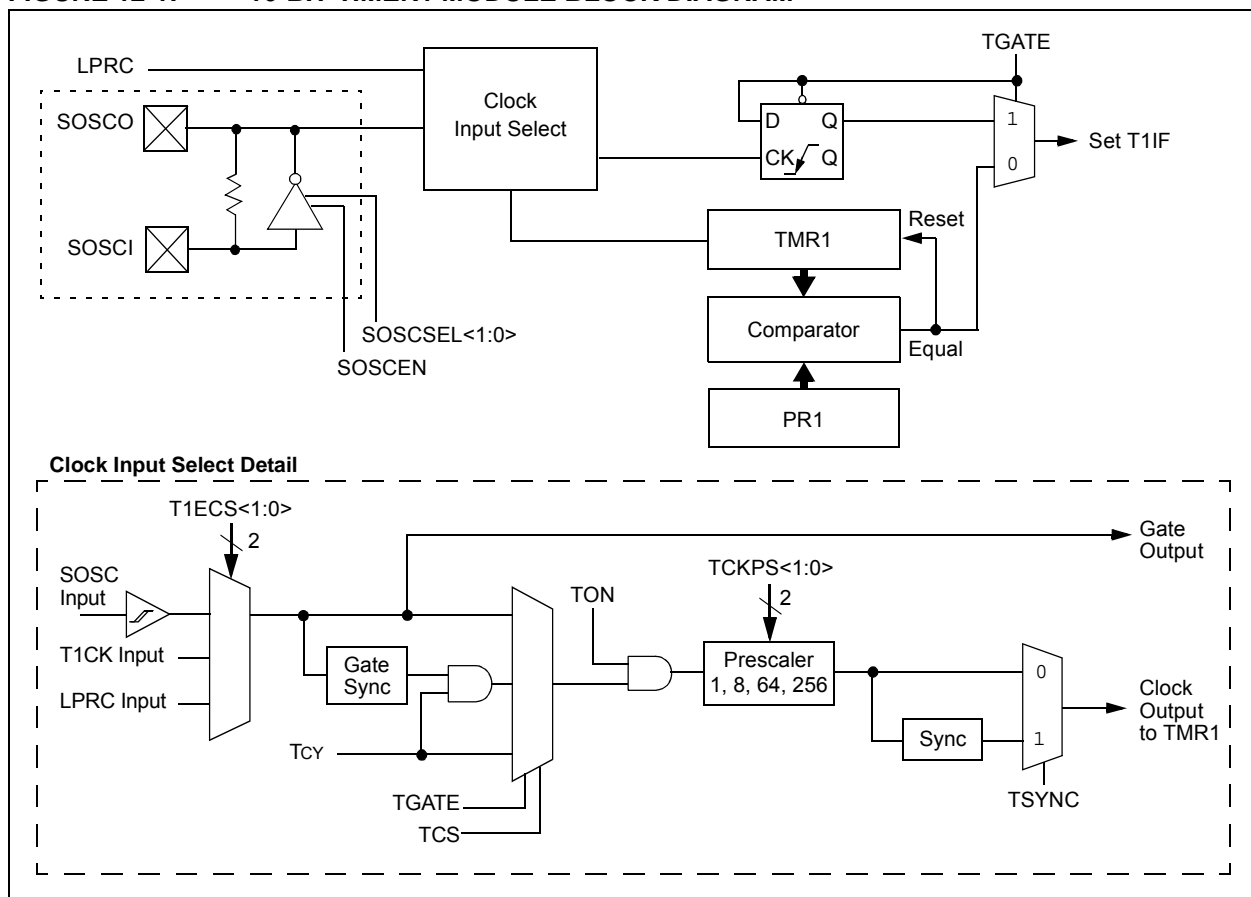 TGATE
LPRC
Clock
Input Select
SOSCO
D Q
CK Q
1
0
Set T1IF
SOSCI
TMR1
Reset
Comparator
Equal
SOSCSEL<1:0>
SOSCEN
PR1
Clock Input Select Detail
T1ECS<1:0>
2
Gate
Output
SOSC
Input
TCKPS<1:0>
2
TON
T1CK Input
Gate
Sync
Prescaler
1, 8, 64, 256
0
LPRC Input
Clock
Output
to TMR1
Sync
1
TCY
TGATE
TSYNC
TCS